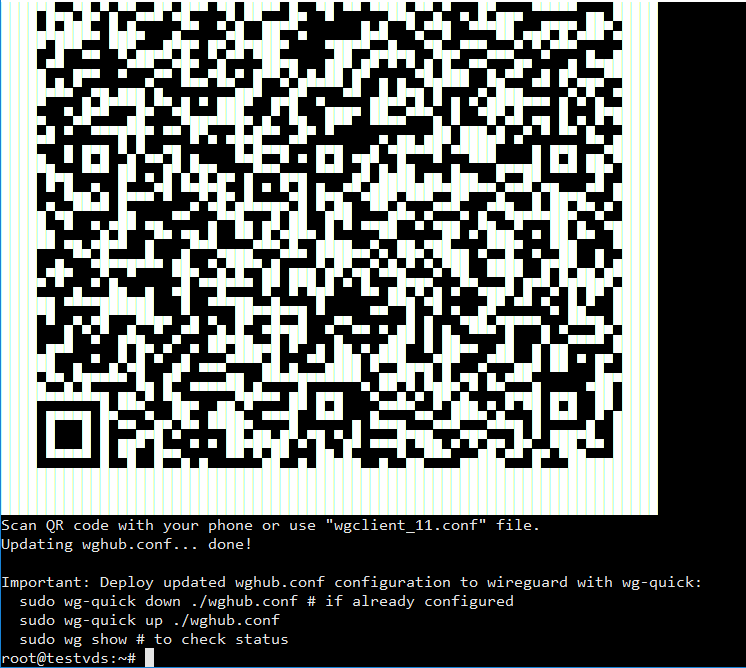 Scan QR code with your phone or use "wgclient_11.conf" file.
Updating wghub.conf... done!
Important: Deploy updated wghub.conf configuration to wireguard with wg-quick:
sudo wg-quick down ./wghub.conf # if already configured
sudo wg-quick up ./wghub.conf
sudo wg show # to check status
root@testvds:~#